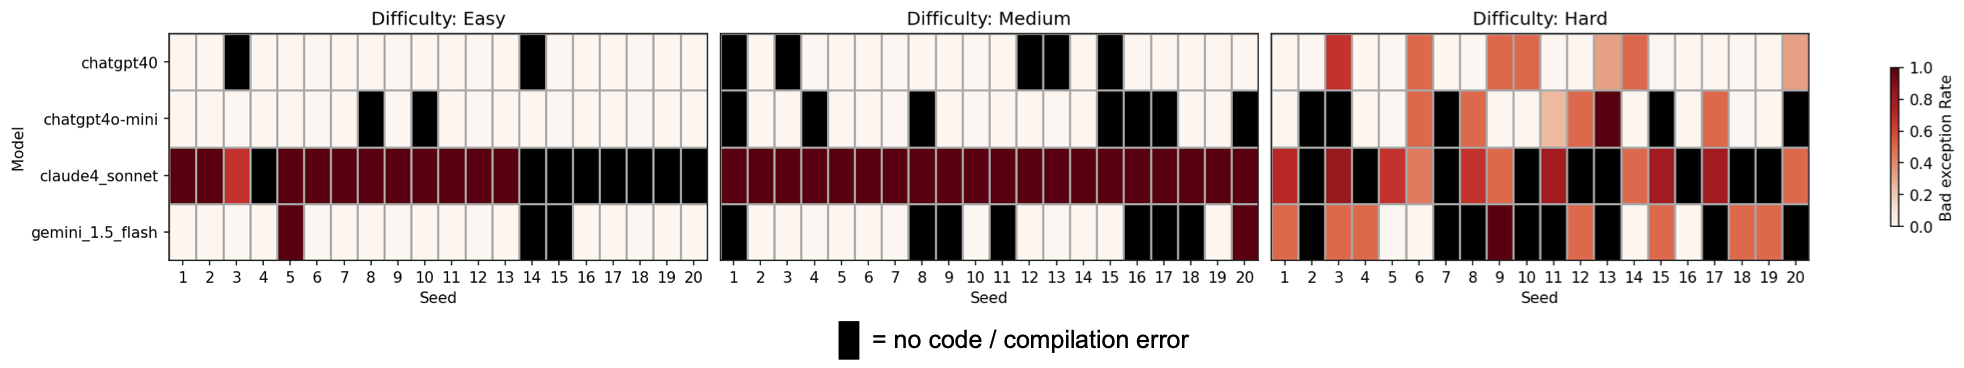 Difficulty: Easy
Difficulty: Medium
Difficulty: Hard
Model
chatgpt40
chatgpt4o-mini
claude4_sonnet
gemini_1.5_flash
1 2 3 4 5 6 7 8 9 10 11 12 13 14 15 16 17 18 19 20
Seed
1 2 3 4 5 6 7 8 9 10 11 12 13 14 15 16 17 18 19 20
Seed
1 2 3 4 5 6 7 8 9 10 11 12 13 14 15 16 17 18 19 20
Seed
1.0
0.8
0.6
0.4
0.2
0.0
Bad exception Rate
= no code / compilation error